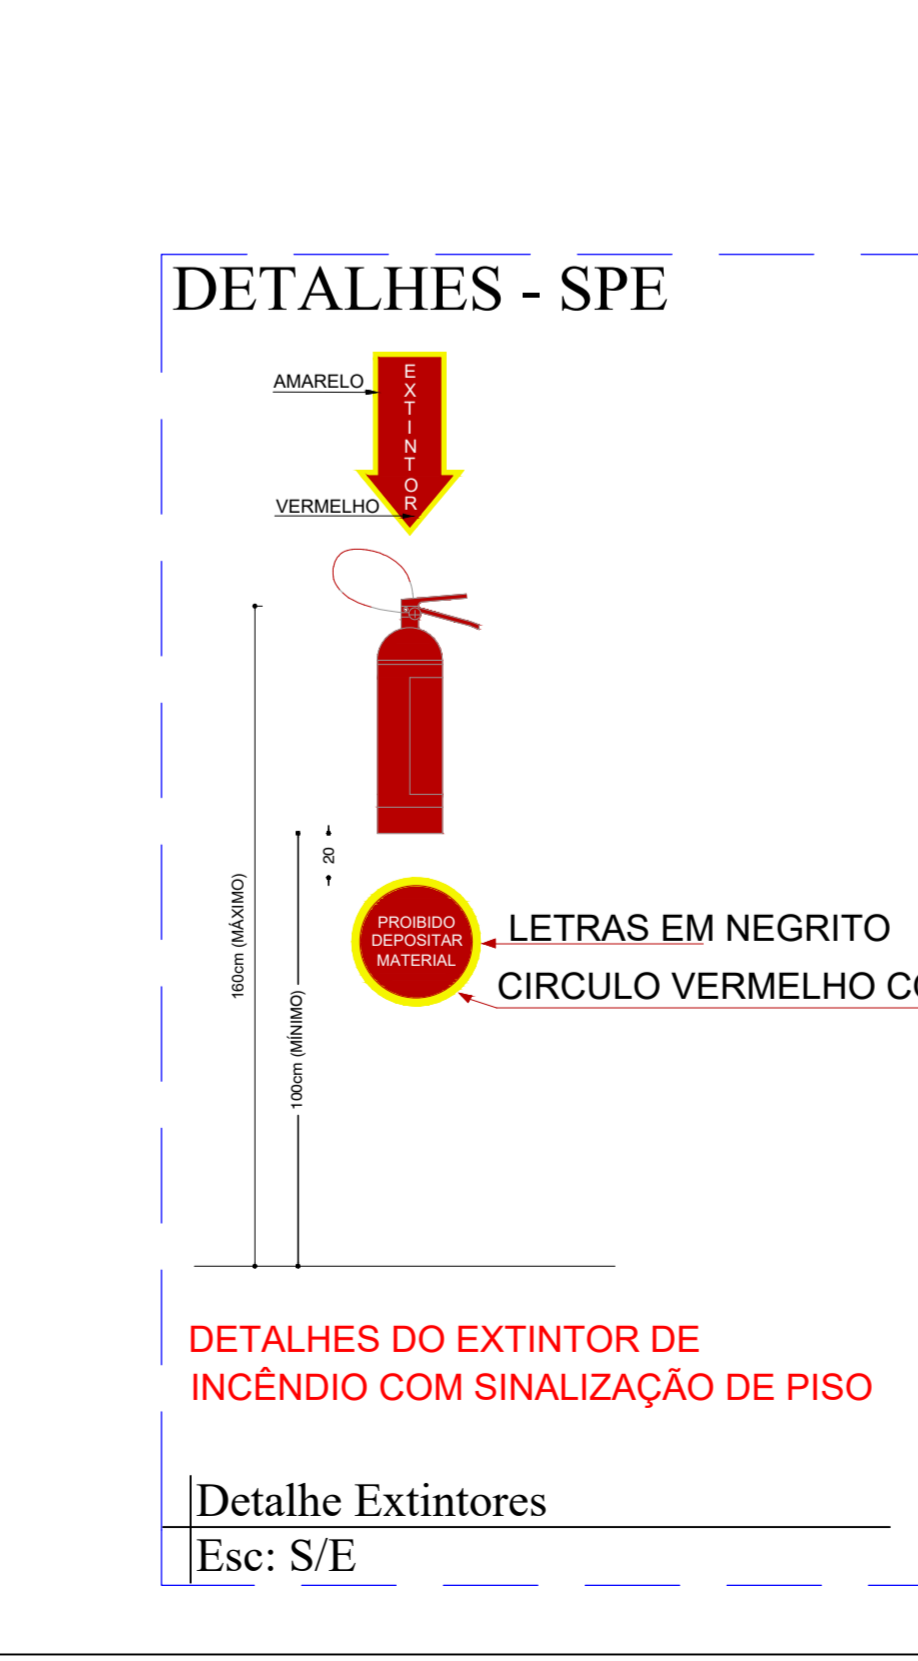 DETALHES - SPE
AMARELO
EXTINTOR
VERMELHO
160cm (MÁXIMO)
100cm (MÍNIMO)
20
PROIBIDO
DEPOSITAR
MATERIAL
LETRAS EM NEGRITO
CIRCULO VERMELHO
DETALHES DO EXTINTOR DE
INCÊNDIO COM SINALIZAÇÃO DE PISO
Detalhe Extintores
Esc: S/E